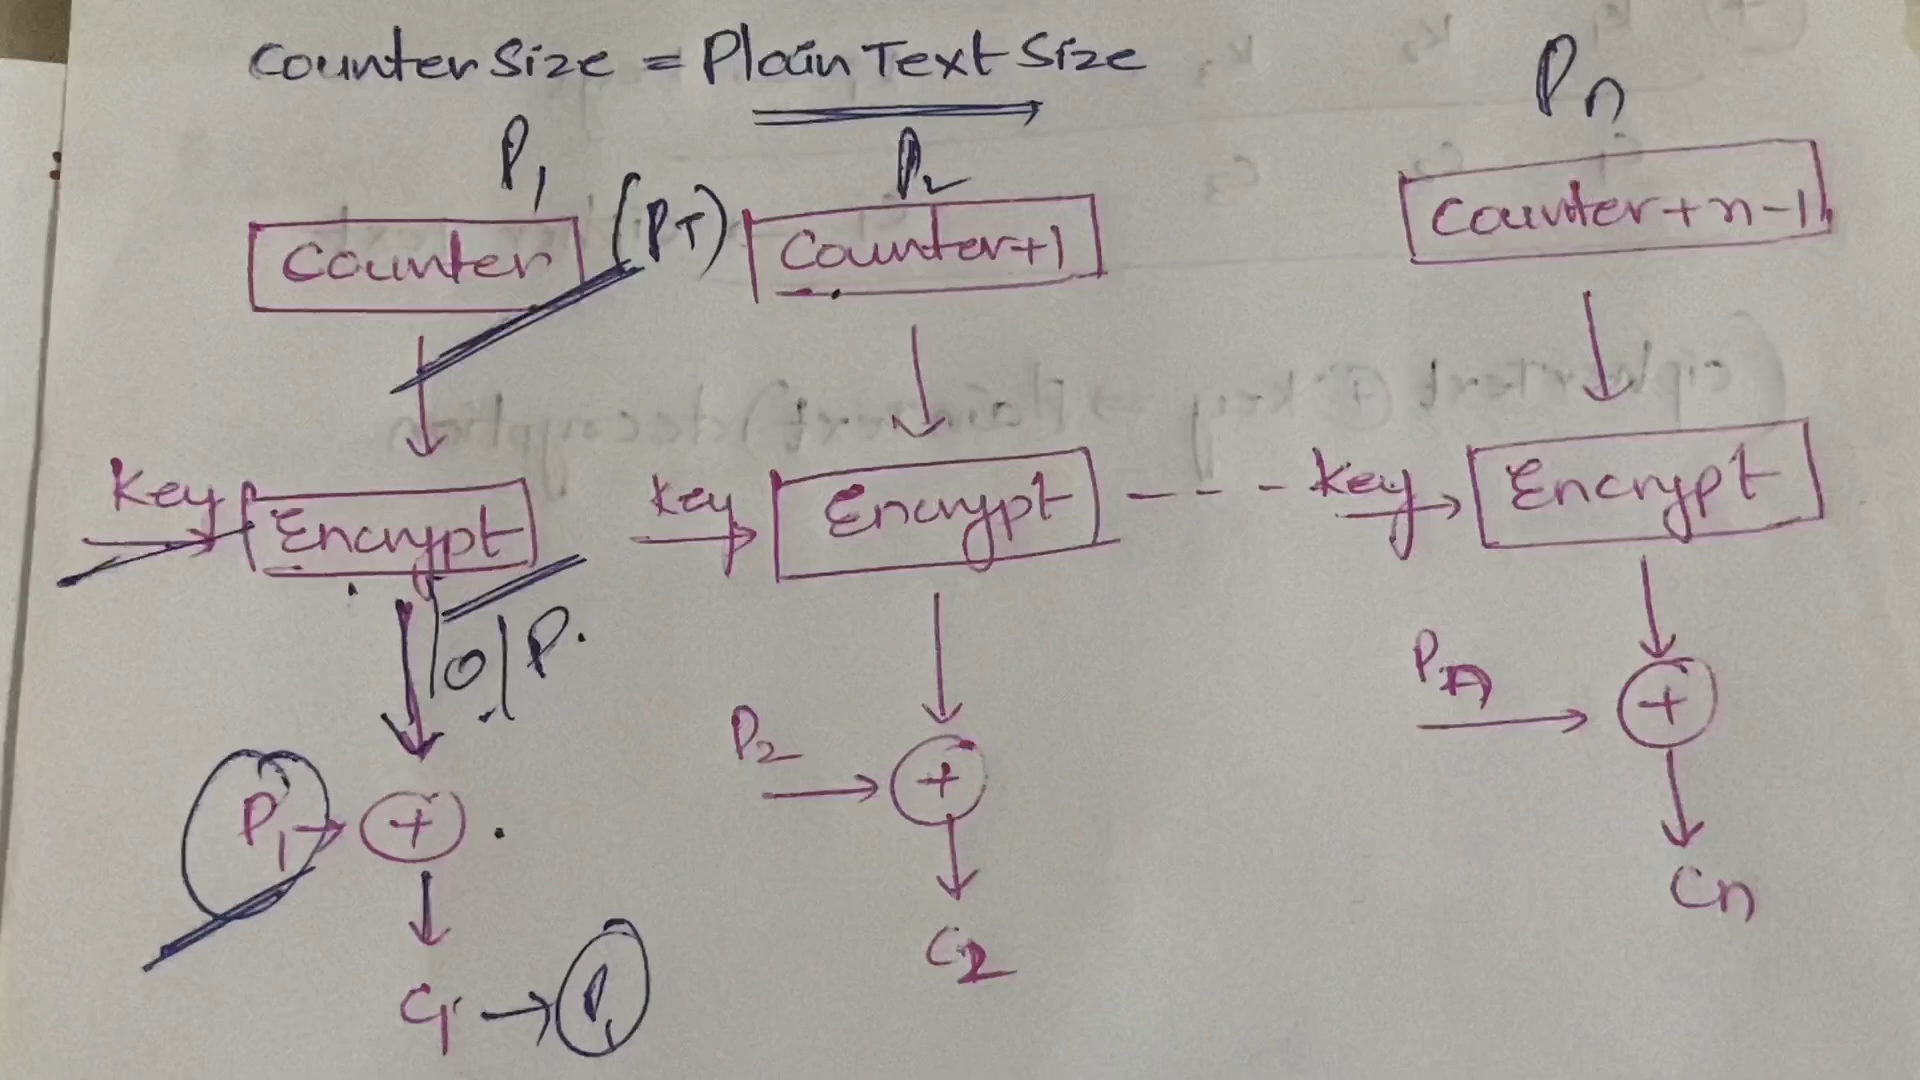 Counter Size = Plain Text Size
P1 P2 Pn
Counter (PT) Counter+1 Counter+n-1
Key Encrypt Key Encrypt - - - - Key Encrypt
O/P.
P1 + P2 + Pn +
C1 → P1 C2 Cn